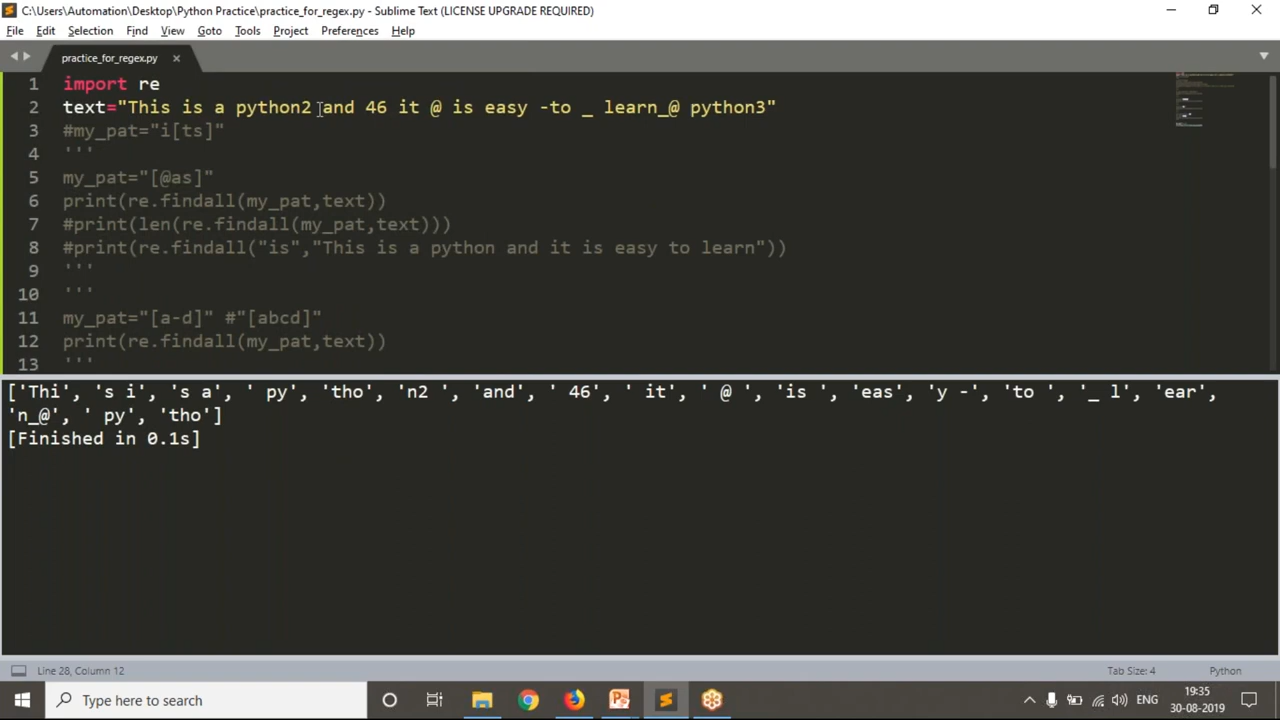 C:\Users\Automation\Desktop\Python Practice\practice_for_regex.py - Sublime Text (LICENSE UPGRADE REQUIRED)
File Edit Selection Find View Goto Tools Project Preferences Help
practice_for_regex.py ×
1 import re
2 text="This is a python2 and 46 it @ is easy -to _ learn_@ python3"
3 #my_pat="i[ts]"
4 '''
5 my_pat="[@as]"
6 print(re.findall(my_pat,text))
7 #print(len(re.findall(my_pat,text)))
8 #print(re.findall("is","This is a python and it is easy to learn"))
9 '''
10 '''
11 my_pat="[a-d]" #"[abcd]"
12 print(re.findall(my_pat,text))
13 '''
['Thi', 's i', 's a', ' py', 'tho', 'n2 ', 'and', ' 46', ' it', ' @ ', 'is ', 'eas', 'y -', 'to ', '_ l', 'ear',
'n_@', ' py', 'tho']
[Finished in 0.1s]
Line 28, Column 12 Tab Size: 4 Python
Type here to search ENG 19:35
30-08-2019